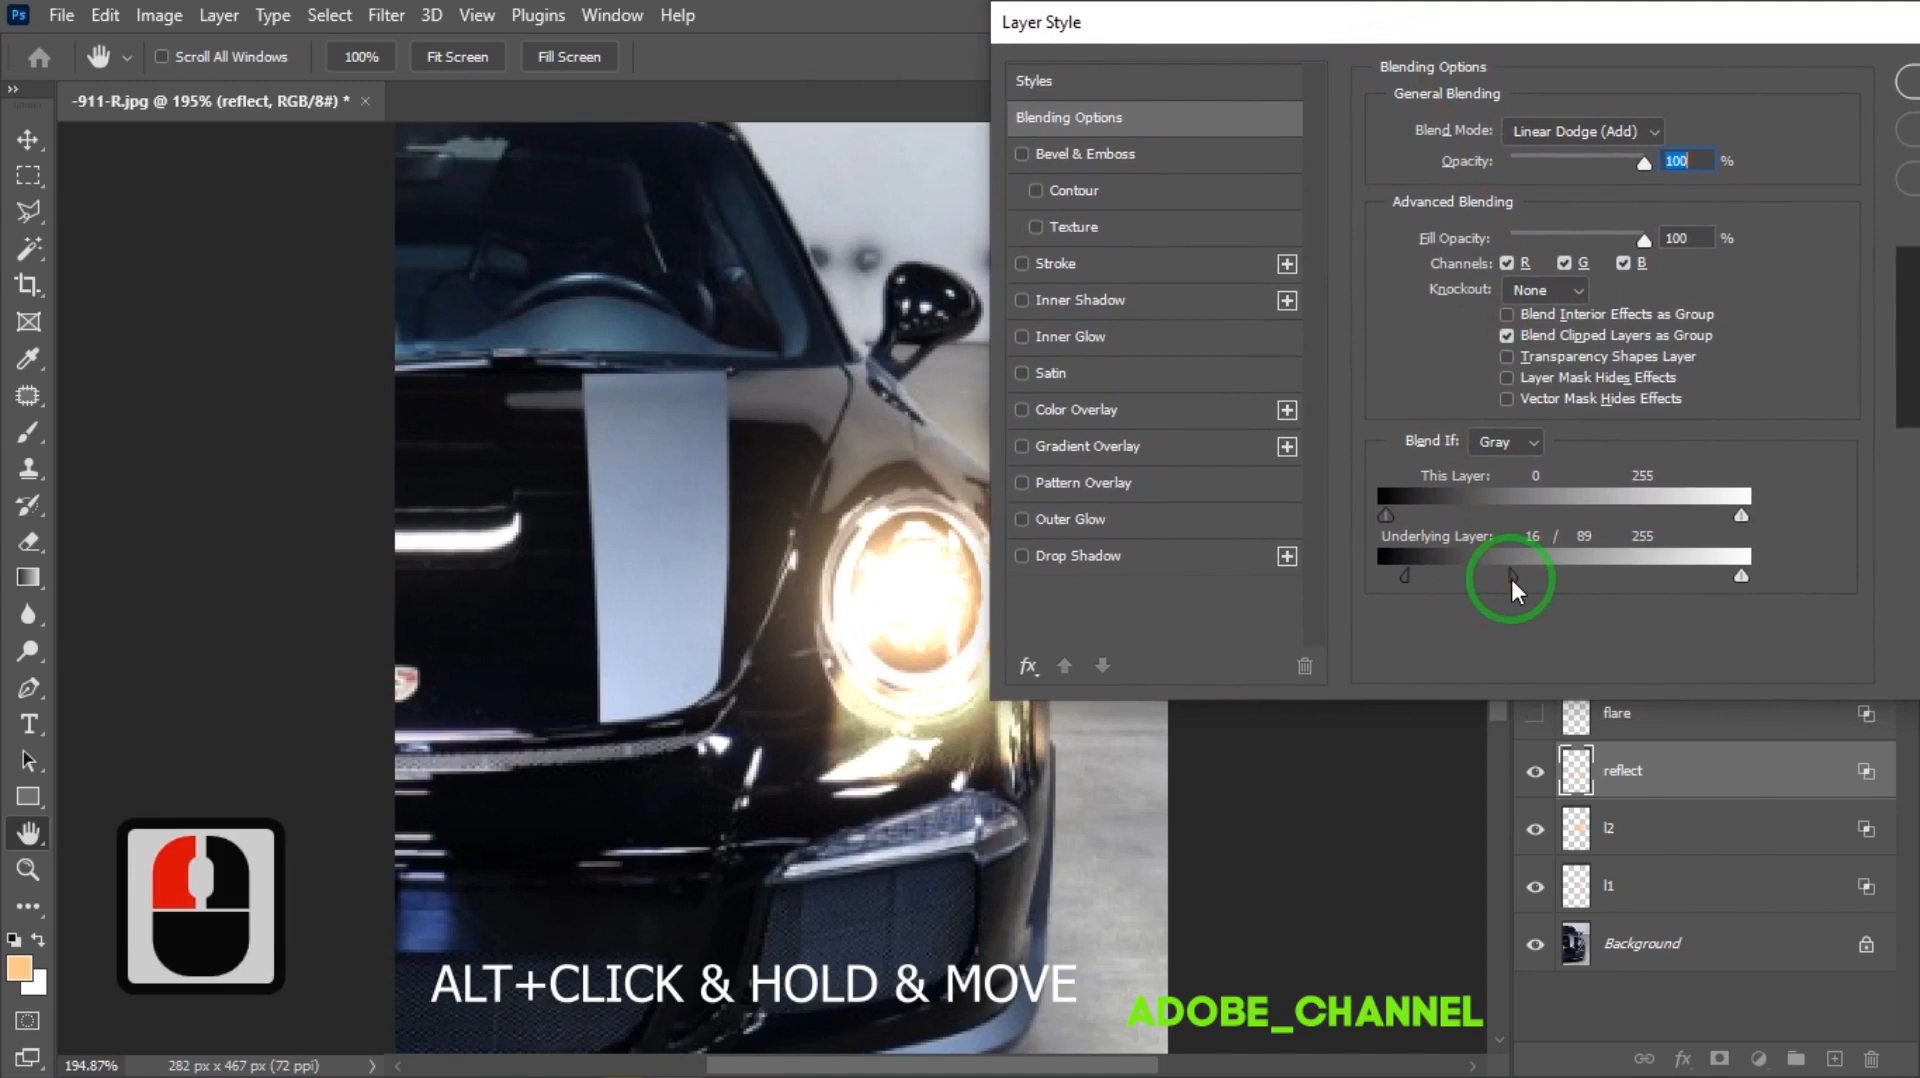 Ps File Edit Image Layer Type Select Filter 3D View Plugins Window Help
Scroll All Windows 100% Fit Screen Fill Screen
-911-R.jpg @ 195% (reflect, RGB/8#) * ×
Layer Style
Styles
Blending Options
Bevel & Emboss
Contour
Texture
Stroke
Inner Shadow
Inner Glow
Satin
Color Overlay
Gradient Overlay
Pattern Overlay
Outer Glow
Drop Shadow
fx
Blending Options
General Blending
Blend Mode: Linear Dodge (Add)
Opacity: 100 %
Advanced Blending
Fill Opacity: 100 %
Channels: R G B
Knockout: None
Blend Interior Effects as Group
Blend Clipped Layers as Group
Transparency Shapes Layer
Layer Mask Hides Effects
Vector Mask Hides Effects
Blend If: Gray
This Layer: 0 255
Underlying Layer: 16 / 89 255
flare
reflect
l2
l1
Background
ALT+CLICK & HOLD & MOVE
ADOBE_CHANNEL
194.87% 282 px x 467 px (72 ppi)
fx